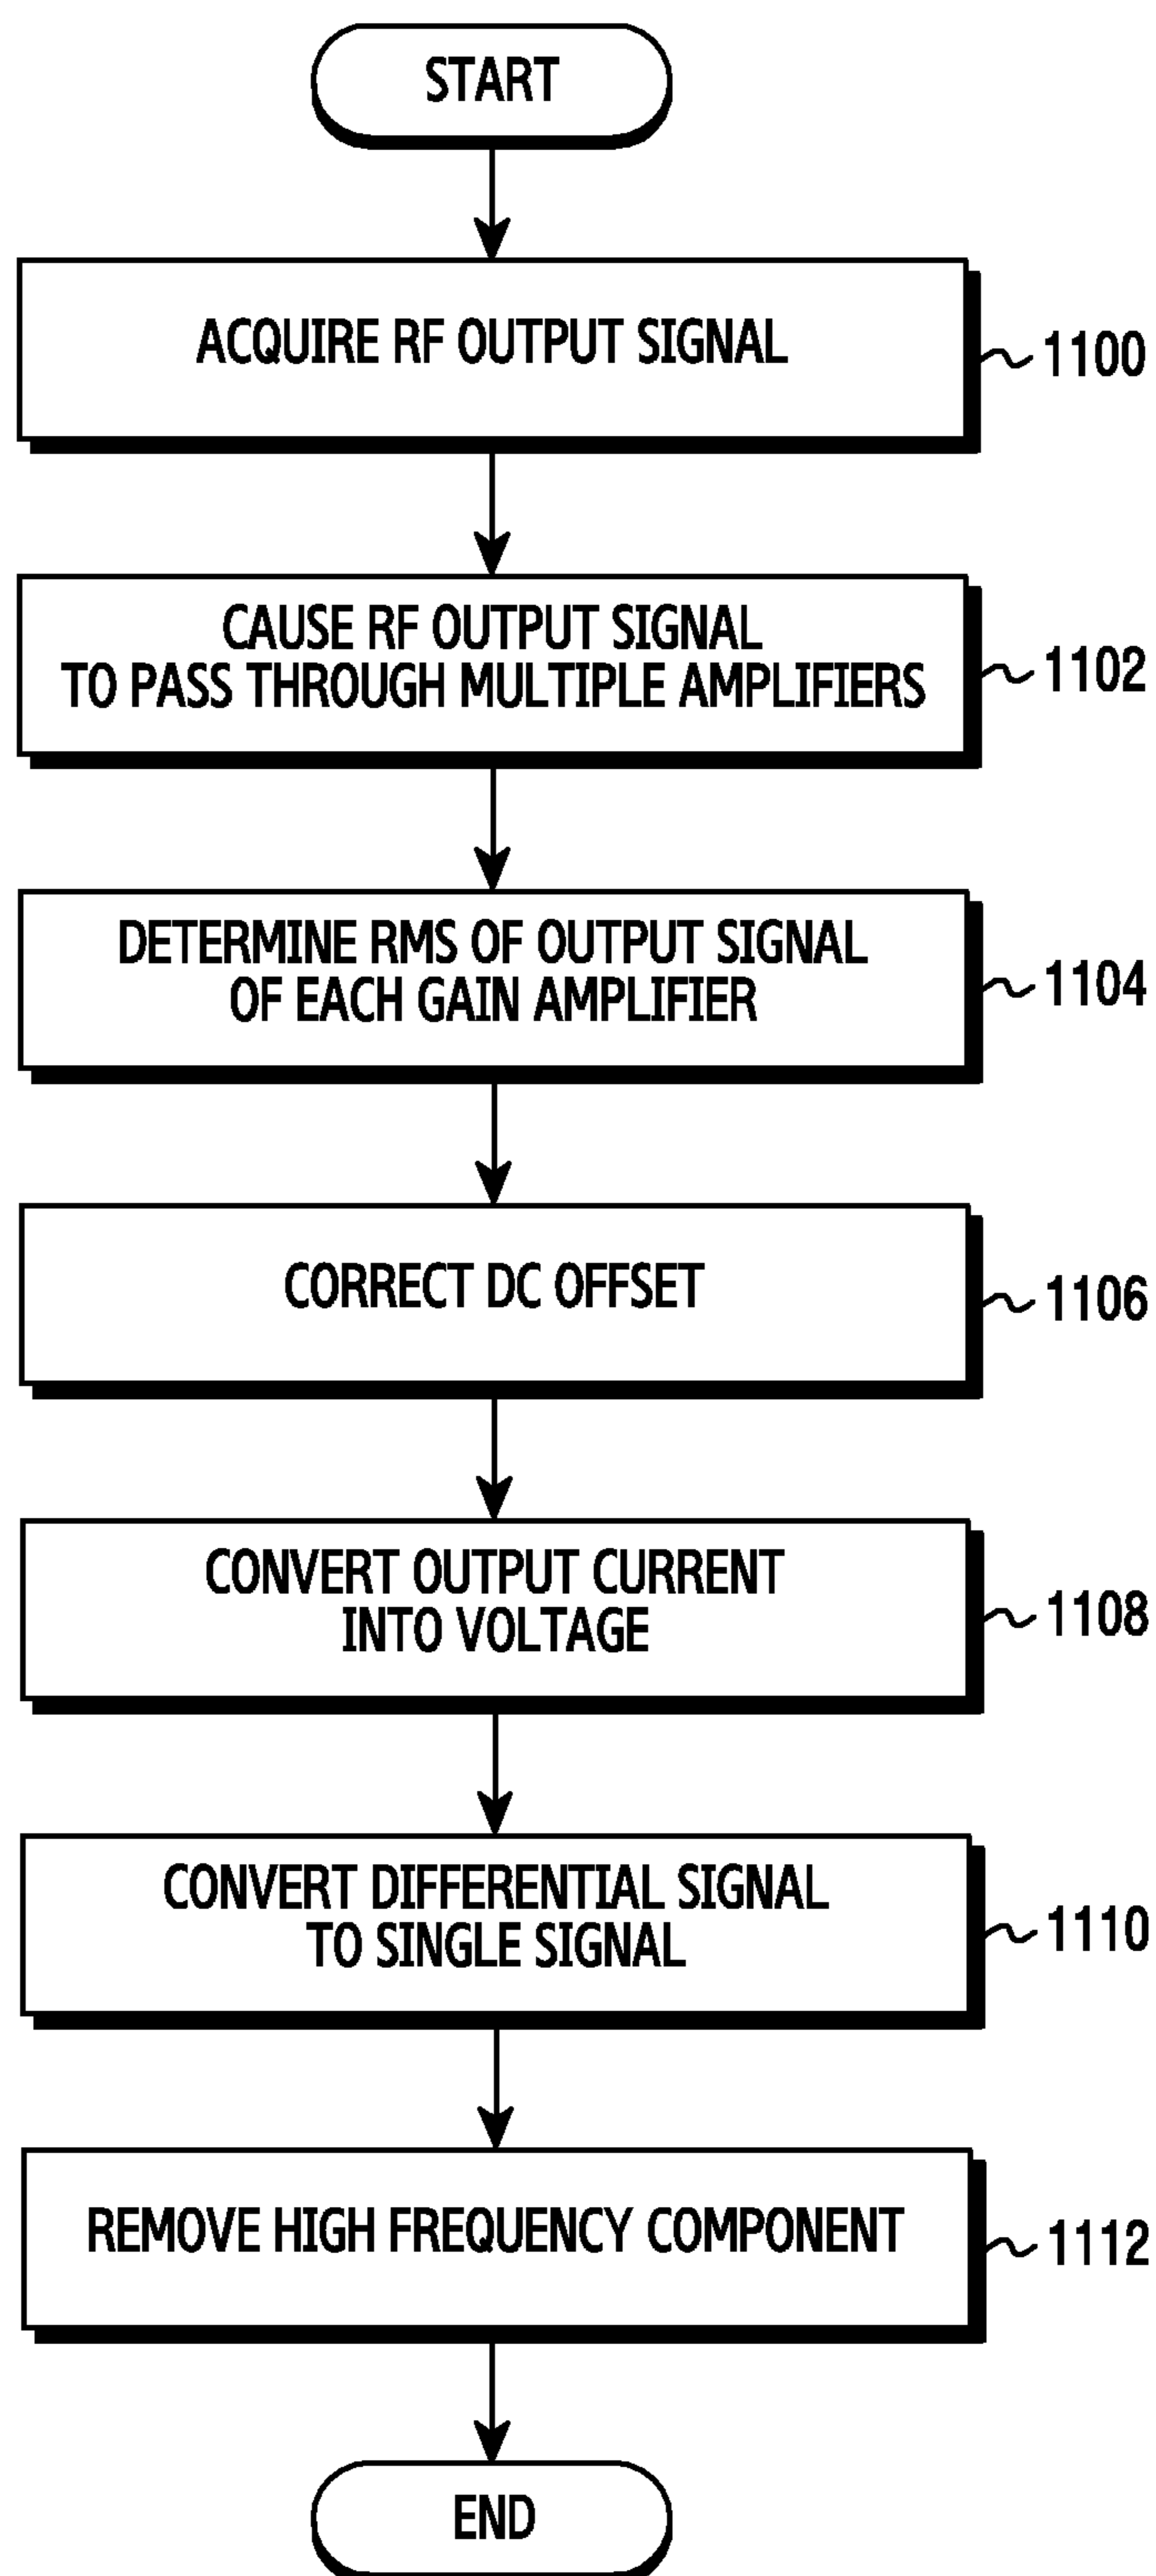 START
ACQUIRE RF OUTPUT SIGNAL
1100
CAUSE RF OUTPUT SIGNAL
TO PASS THROUGH MULTIPLE AMPLIFIERS
1102
DETERMINE RMS OF OUTPUT SIGNAL
OF EACH GAIN AMPLIFIER
1104
CORRECT DC OFFSET
1106
CONVERT OUTPUT CURRENT
INTO VOLTAGE
1108
CONVERT DIFFERENTIAL SIGNAL
TO SINGLE SIGNAL
1110
REMOVE HIGH FREQUENCY COMPONENT
1112
END